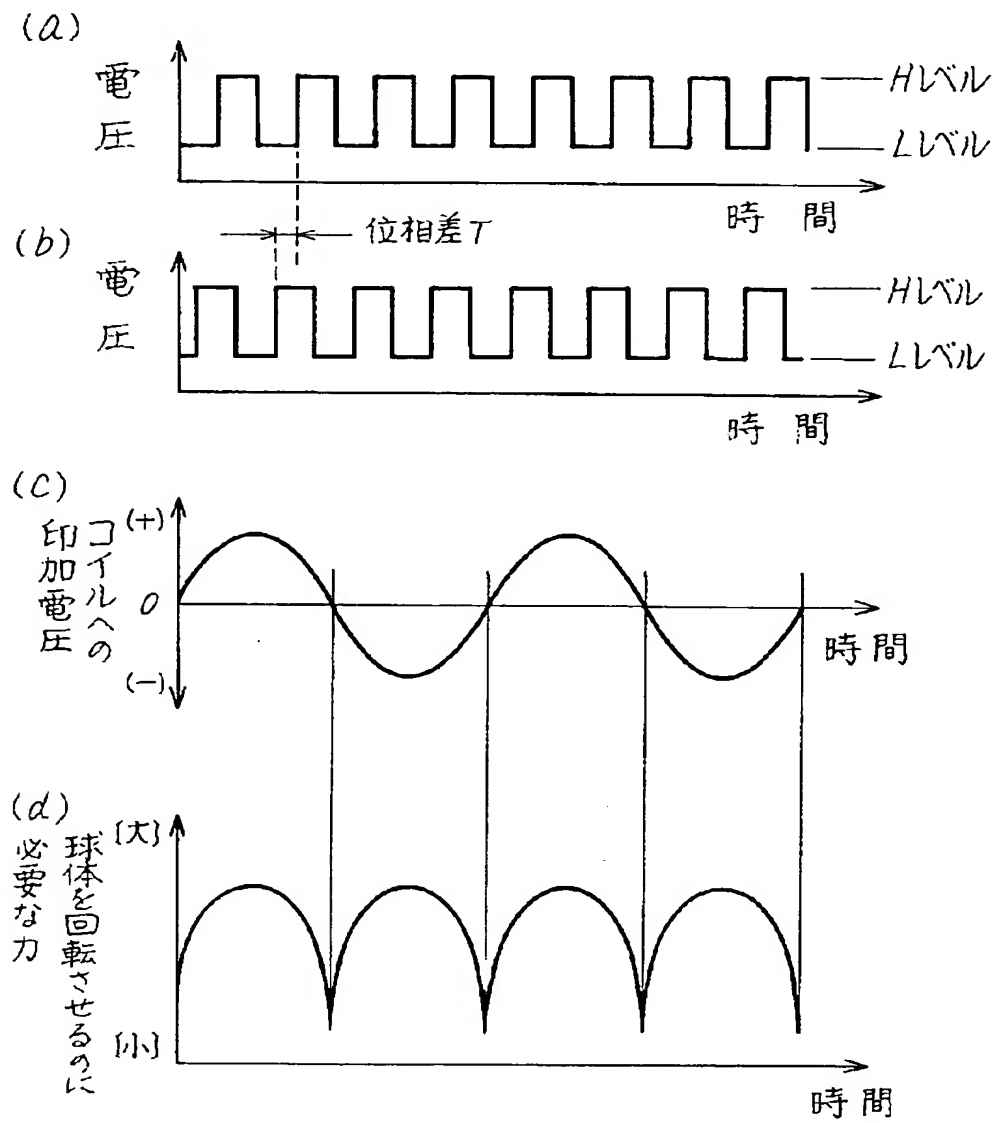 (a)
電圧
Hレベル
Lレベル
時間
位相差T
(b)
電圧
Hレベル
Lレベル
時間
(c)
コイルへの
印加電圧
(+)
0
(−)
時間
(d)
球体を回転させるのに
必要な力
[大]
[小]
時間